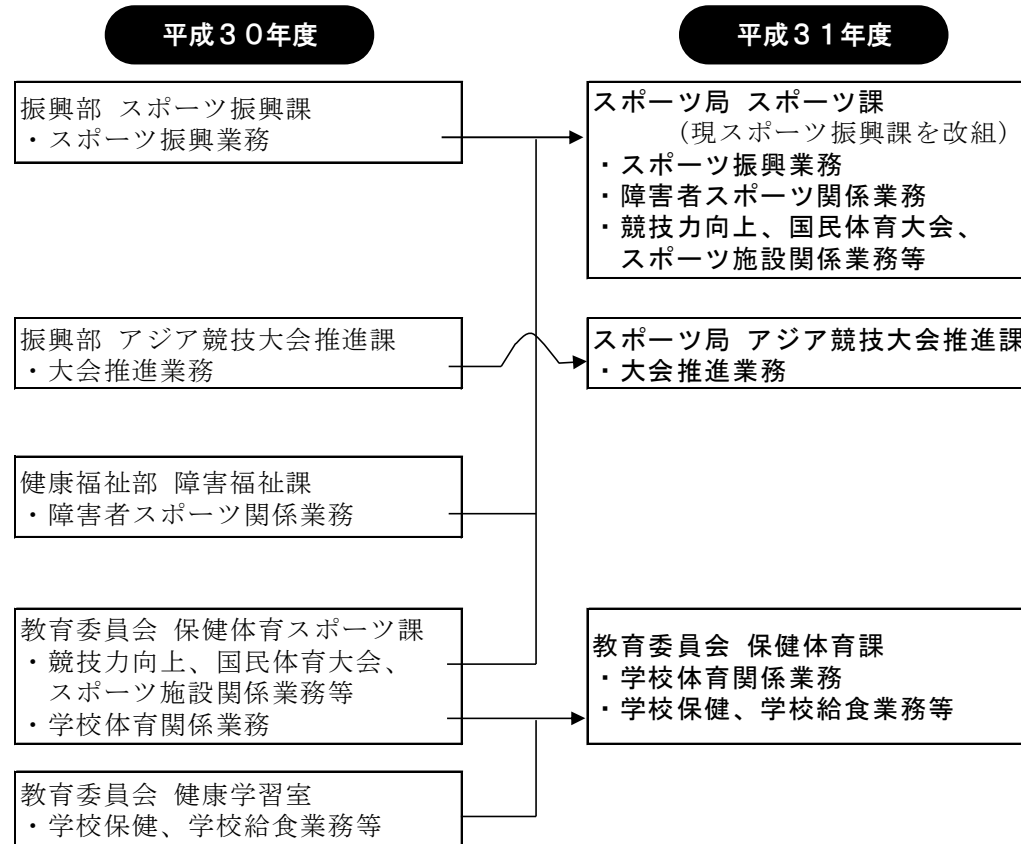 平成３０年度
振興部 スポーツ振興課
・スポーツ振興業務
振興部 アジア競技大会推進課
・大会推進業務
健康福祉部 障害福祉課
・障害者スポーツ関係業務
教育委員会 保健体育スポーツ課
・競技力向上、国民体育大会、
スポーツ施設関係業務等
・学校体育関係業務
教育委員会 健康学習室
・学校保健、学校給食業務等
平成３１年度
スポーツ局 スポーツ課
（現スポーツ振興課を改組）
・スポーツ振興業務
・障害者スポーツ関係業務
・競技力向上、国民体育大会、
スポーツ施設関係業務等
スポーツ局 アジア競技大会推進課
・大会推進業務
教育委員会 保健体育課
・学校体育関係業務
・学校保健、学校給食業務等